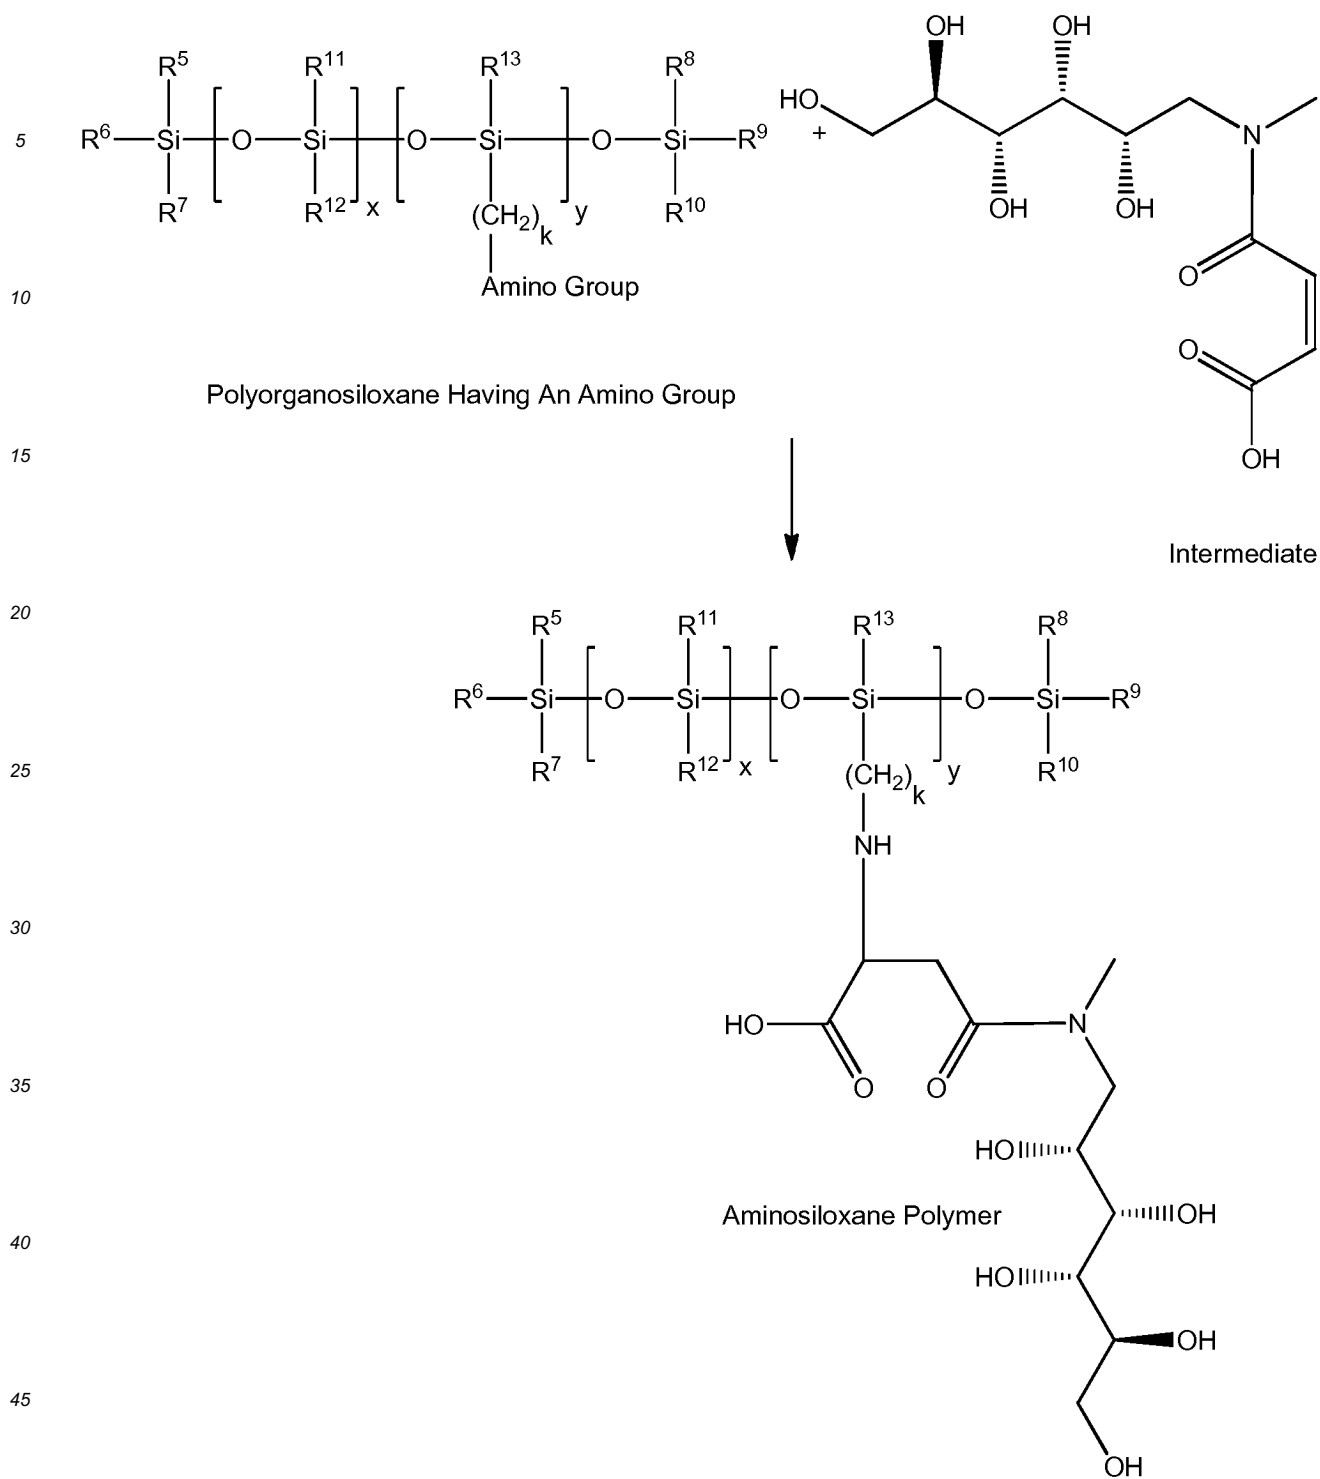 OH OH
R⁵ R¹¹ R¹³ R⁸
HO
5 R⁶ Si O Si O Si O Si R⁹ + N
R⁷ R¹² x (CH₂)k y R¹⁰ OH OH
O
Amino Group
10
O
Polyorganosiloxane Having An Amino Group
15 OH
Intermediate
20
R⁵ R¹¹ R¹³ R⁸
R⁶ Si O Si O Si O Si R⁹
25 R⁷ R¹² x (CH₂)k y R¹⁰
NH
30
HO N
35 O O
HO
Aminosiloxane Polymer OH
40
HO
OH
45
OH